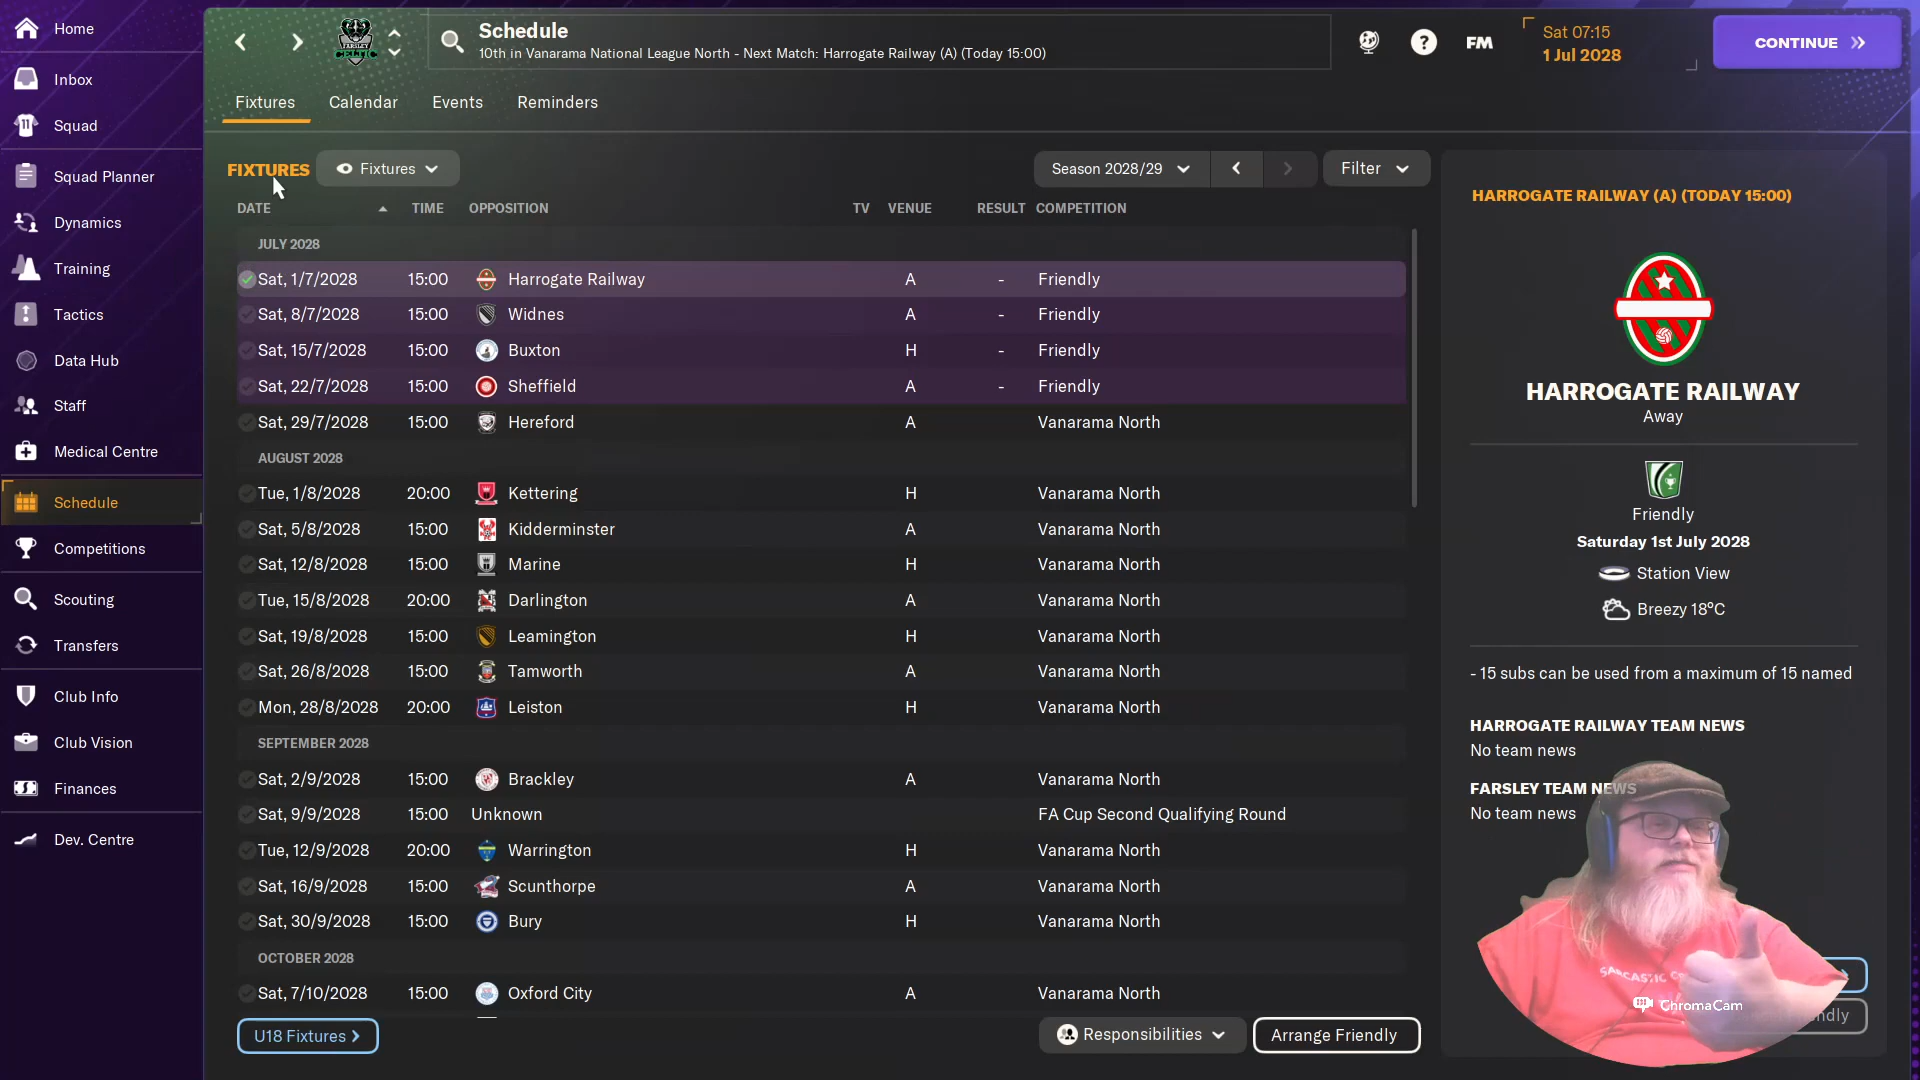 Home
Inbox
Squad
Squad Planner
Dynamics
Training
Tactics
Data Hub
Staff
Medical Centre
Schedule
Competitions
Scouting
Transfers
Club Info
Club Vision
Finances
Dev. Centre
Schedule
10th in Vanarama National League North - Next Match: Harrogate Railway (A) (Today 15:00)
FM
Sat 07:15
1 Jul 2028
CONTINUE
Fixtures Calendar Events Reminders
FIXTURES Fixtures Season 2028/29 Filter
DATE TIME OPPOSITION TV VENUE RESULT COMPETITION
JULY 2028
Sat, 1/7/2028 15:00 Harrogate Railway A - Friendly
Sat, 8/7/2028 15:00 Widnes A - Friendly
Sat, 15/7/2028 15:00 Buxton H - Friendly
Sat, 22/7/2028 15:00 Sheffield A - Friendly
Sat, 29/7/2028 15:00 Hereford A Vanarama North
AUGUST 2028
Tue, 1/8/2028 20:00 Kettering H Vanarama North
Sat, 5/8/2028 15:00 Kidderminster A Vanarama North
Sat, 12/8/2028 15:00 Marine H Vanarama North
Tue, 15/8/2028 20:00 Darlington A Vanarama North
Sat, 19/8/2028 15:00 Leamington H Vanarama North
Sat, 26/8/2028 15:00 Tamworth A Vanarama North
Mon, 28/8/2028 20:00 Leiston H Vanarama North
SEPTEMBER 2028
Sat, 2/9/2028 15:00 Brackley A Vanarama North
Sat, 9/9/2028 15:00 Unknown FA Cup Second Qualifying Round
Tue, 12/9/2028 20:00 Warrington H Vanarama North
Sat, 16/9/2028 15:00 Scunthorpe A Vanarama North
Sat, 30/9/2028 15:00 Bury H Vanarama North
OCTOBER 2028
Sat, 7/10/2028 15:00 Oxford City A Vanarama North
U18 Fixtures Responsibilities Arrange Friendly
HARROGATE RAILWAY (A) (TODAY 15:00)
HARROGATE RAILWAY
Away
Friendly
Saturday 1st July 2028
Station View
Breezy 18°C
- 15 subs can be used from a maximum of 15 named
HARROGATE RAILWAY TEAM NEWS
No team news
FARSLEY TEAM NEWS
No team news
ChromaCam